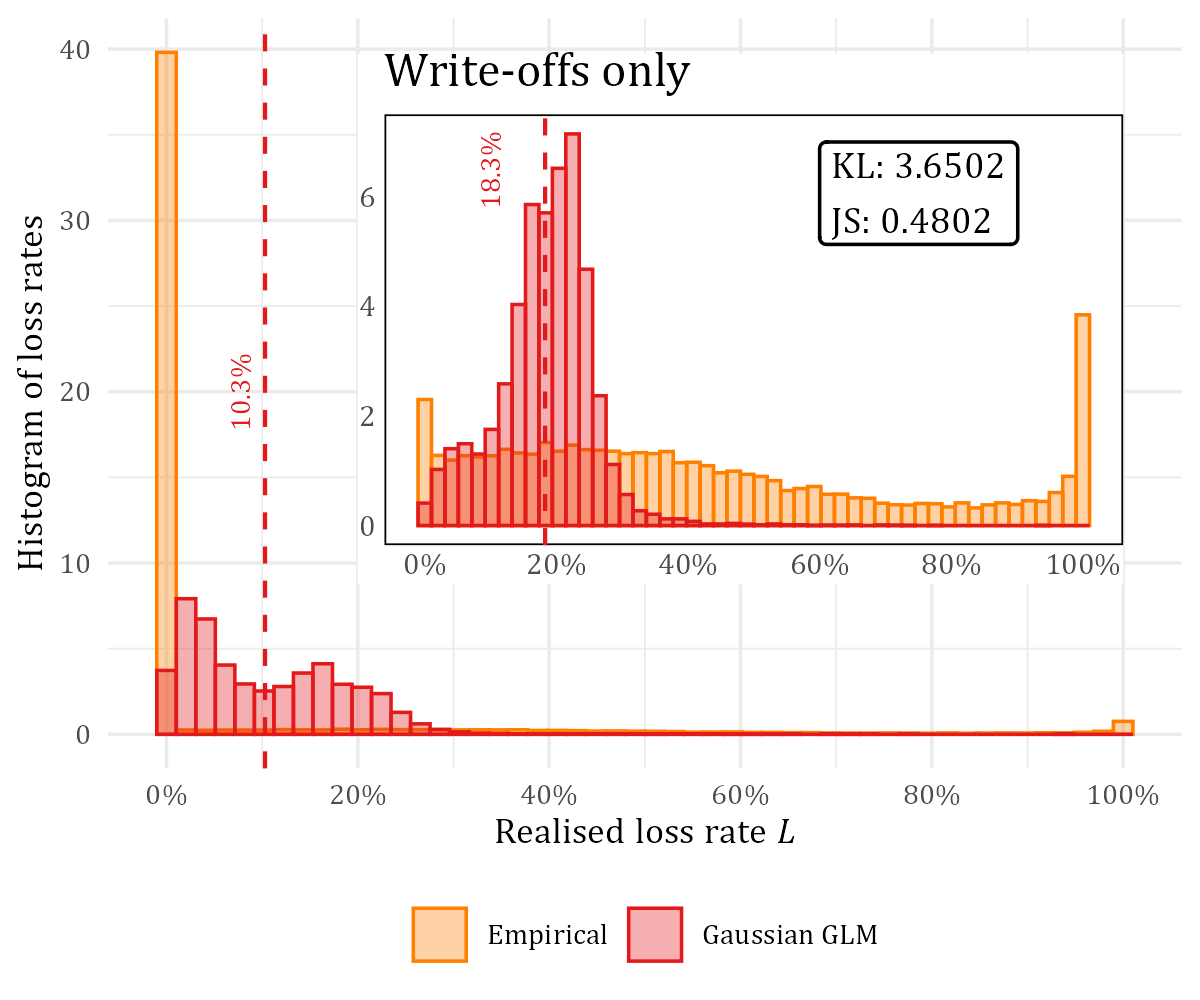 Write-offs only
Histogram of loss rates
40
30
20
10
0
10.3%
18.3%
KL: 3.6502
JS: 0.4802
6
4
2
0
0% 20% 40% 60% 80% 100%
0% 20% 40% 60% 80% 100%
Realised loss rate L
Empirical Gaussian GLM